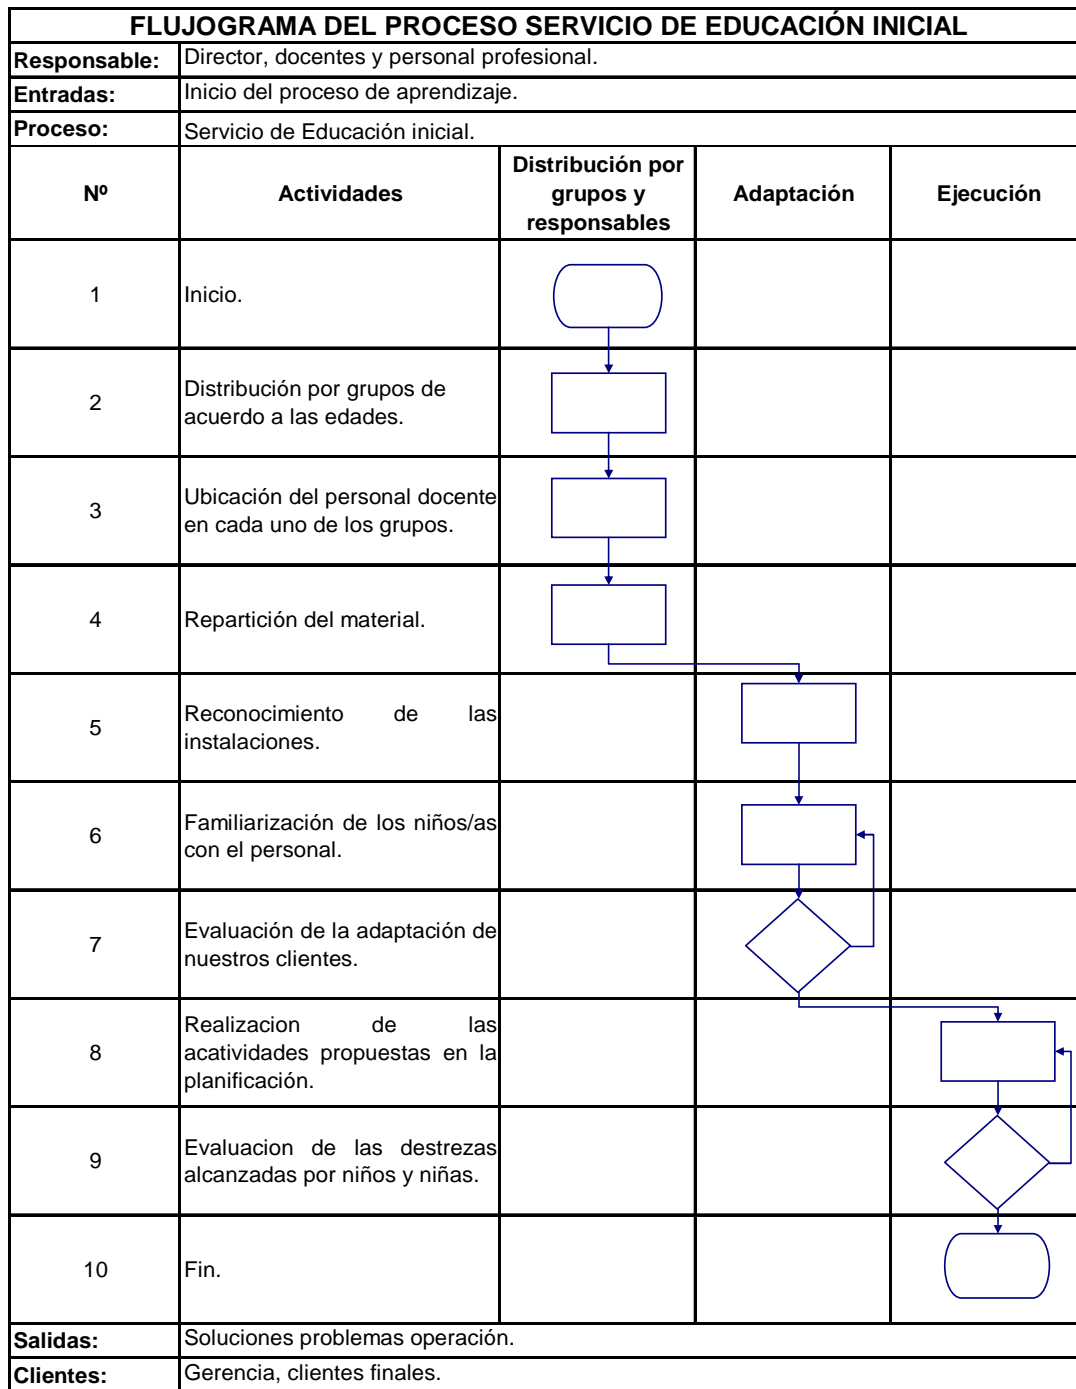 FLUJOGRAMA DEL PROCESO SERVICIO DE EDUCACIÓN INICIAL
Responsable: Director, docentes y personal profesional.
Entradas: Inicio del proceso de aprendizaje.
Proceso: Servicio de Educación inicial.
Nº
Actividades
Distribución por
grupos y
responsables
Adaptación
Ejecución
1
Inicio.
2
Distribución por grupos de
acuerdo a las edades.
3
Ubicación del personal docente
en cada uno de los grupos.
4
Repartición del material.
5
Reconocimiento de las
instalaciones.
6
Familiarización de los niños/as
con el personal.
7
Evaluación de la adaptación de
nuestros clientes.
8
Realizacion de las
acatividades propuestas en la
planificación.
9
Evaluacion de las destrezas
alcanzadas por niños y niñas.
10
Fin.
Salidas: Soluciones problemas operación.
Clientes: Gerencia, clientes finales.